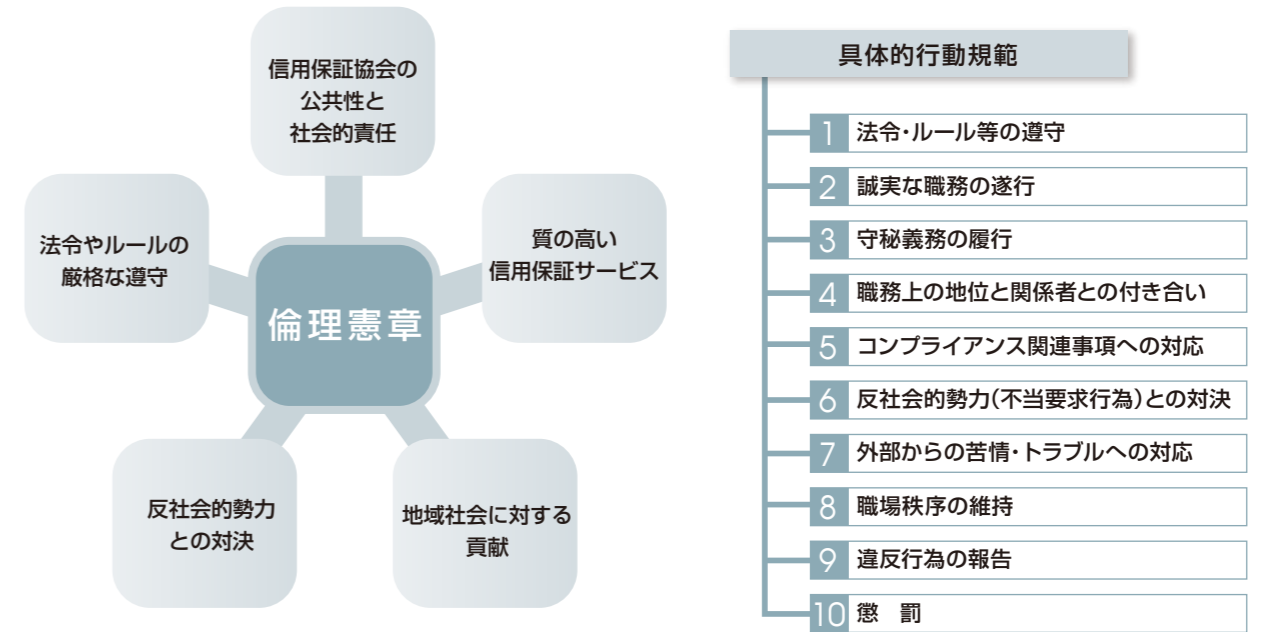 信用保証協会の
公共性と
社会的責任
法令やルールの
厳格な遵守
質の高い
信用保証サービス
倫理憲章
反社会的勢力
との対決
地域社会に対する
貢献
具体的行動規範
1 法令・ルール等の遵守
2 誠実な職務の遂行
3 守秘義務の履行
4 職務上の地位と関係者との付き合い
5 コンプライアンス関連事項への対応
6 反社会的勢力(不当要求行為)との対決
7 外部からの苦情・トラブルへの対応
8 職場秩序の維持
9 違反行為の報告
10 懲　罰